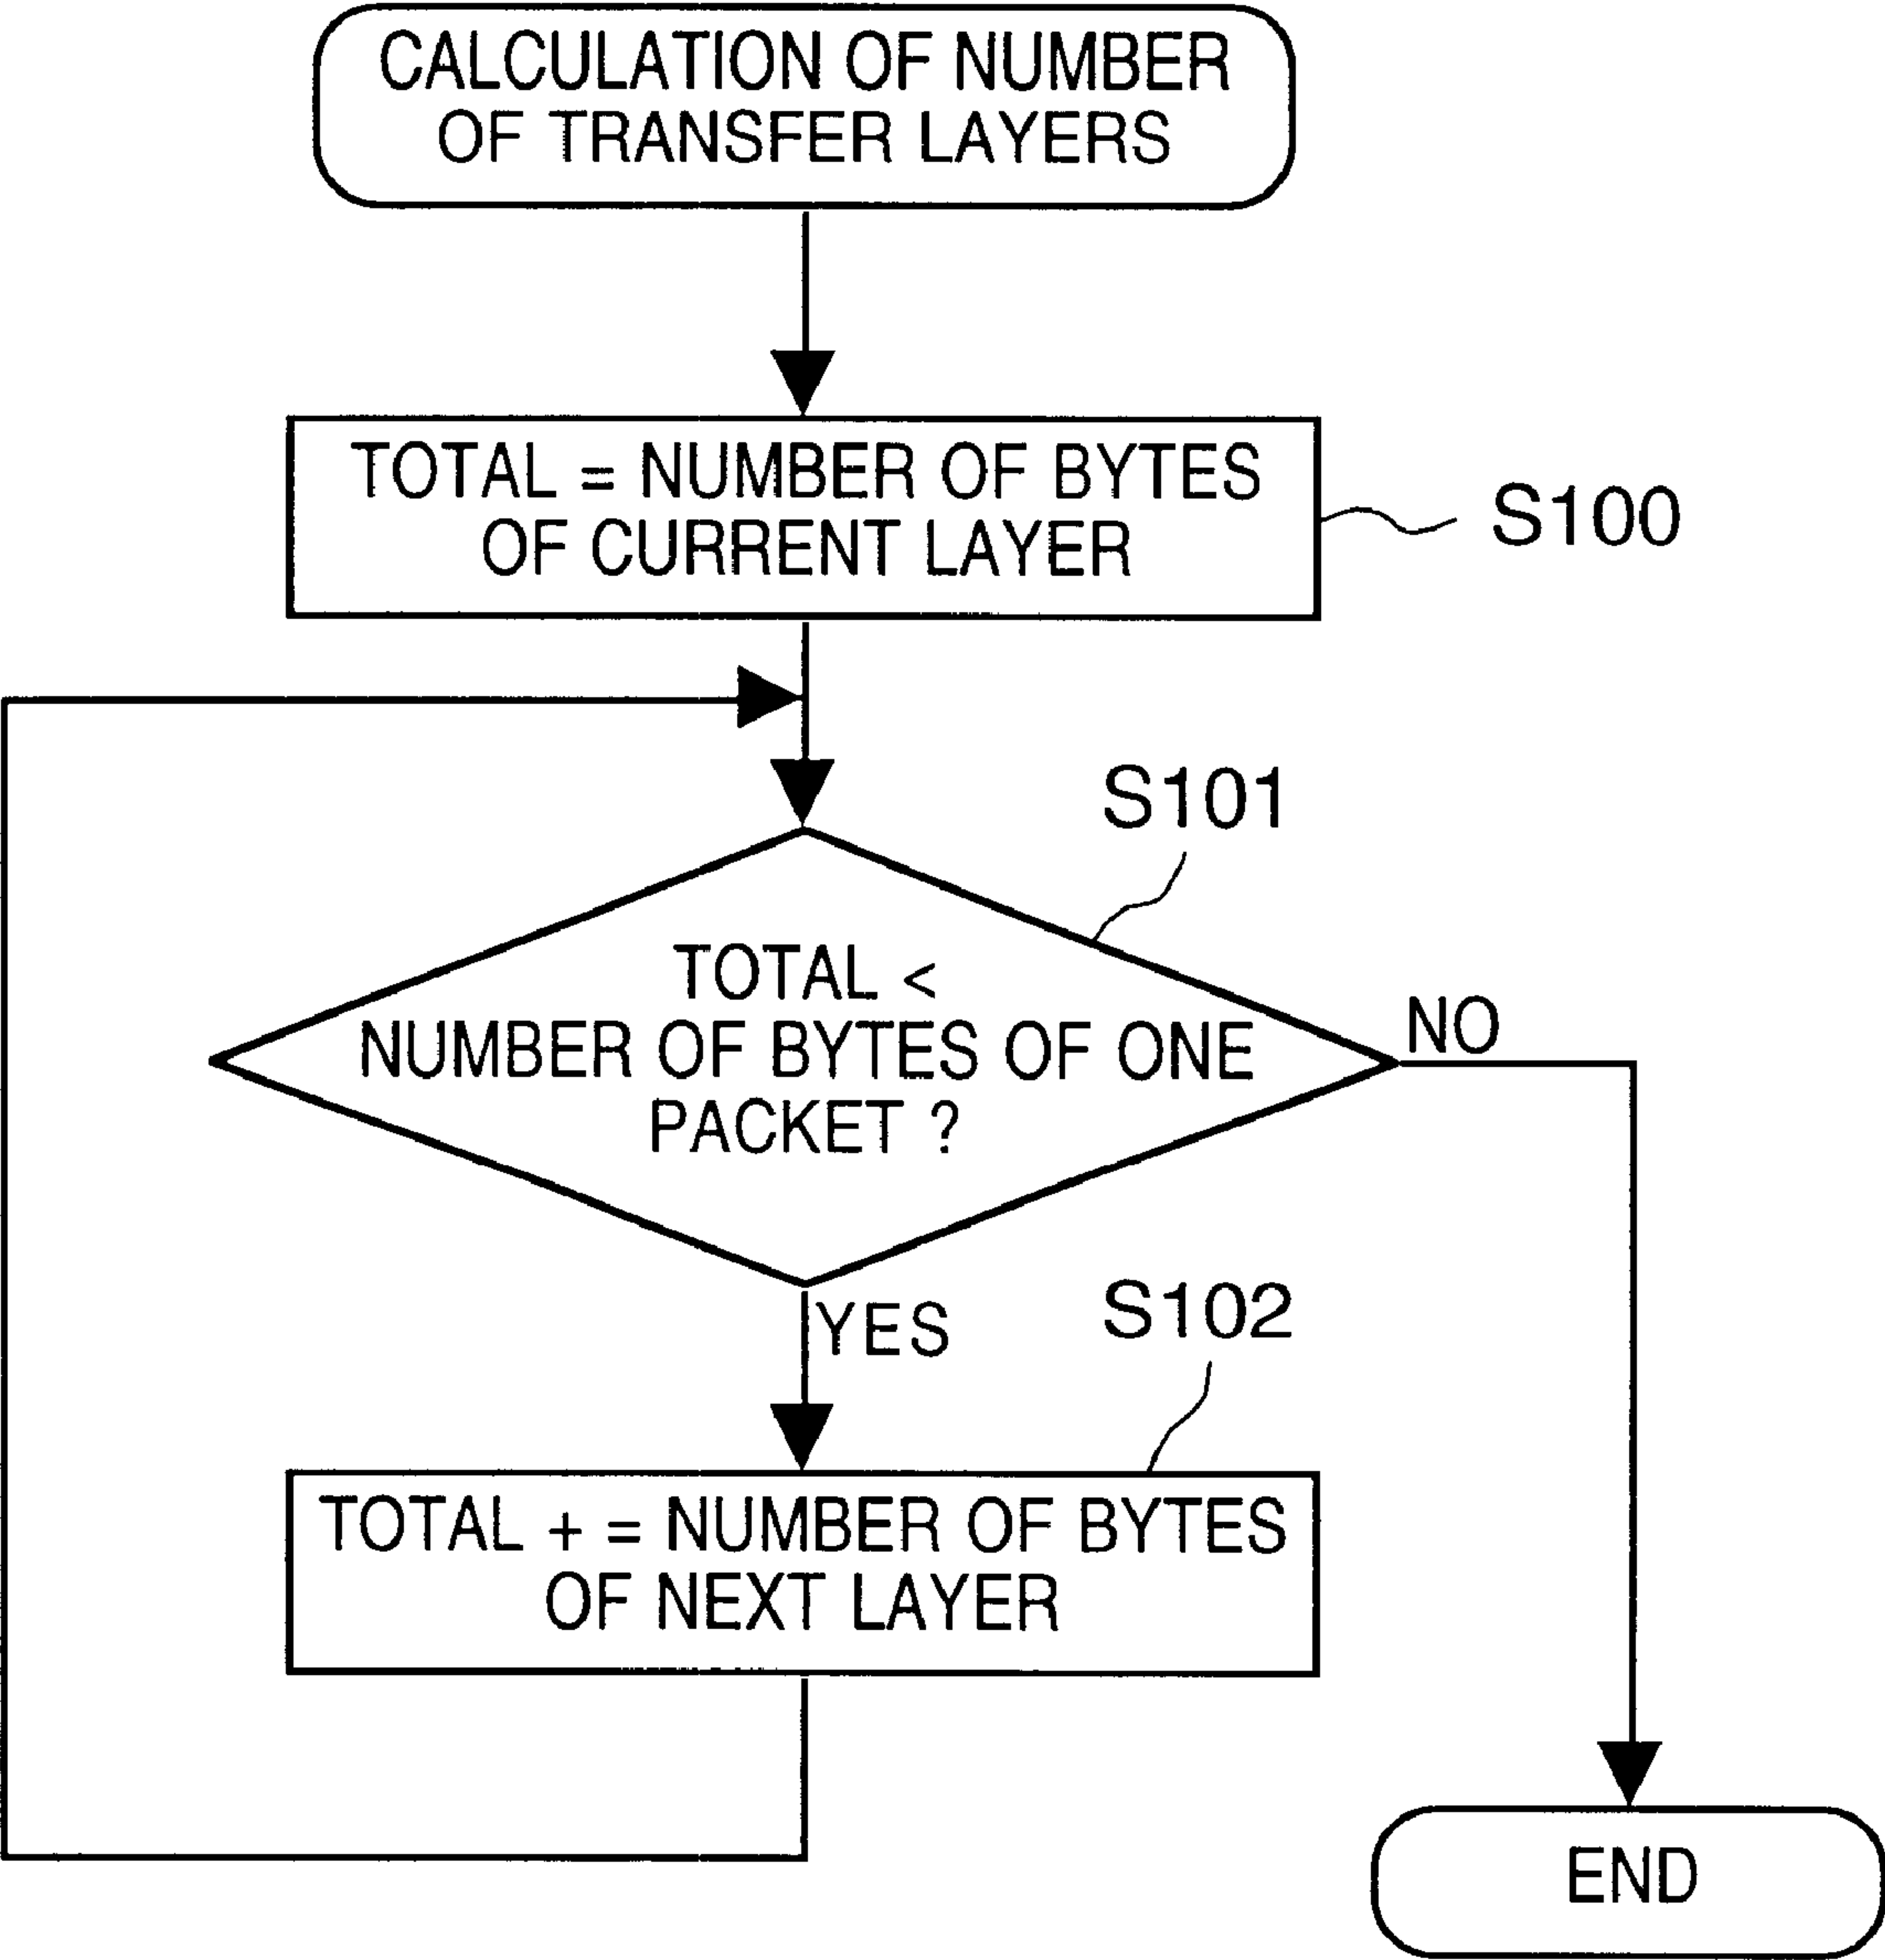 CALCULATION OF NUMBER
OF TRANSFER LAYERS
TOTAL = NUMBER OF BYTES
OF CURRENT LAYER
S100
S101
TOTAL <
NUMBER OF BYTES OF ONE
PACKET ?
NO
YES
S102
TOTAL + = NUMBER OF BYTES
OF NEXT LAYER
END